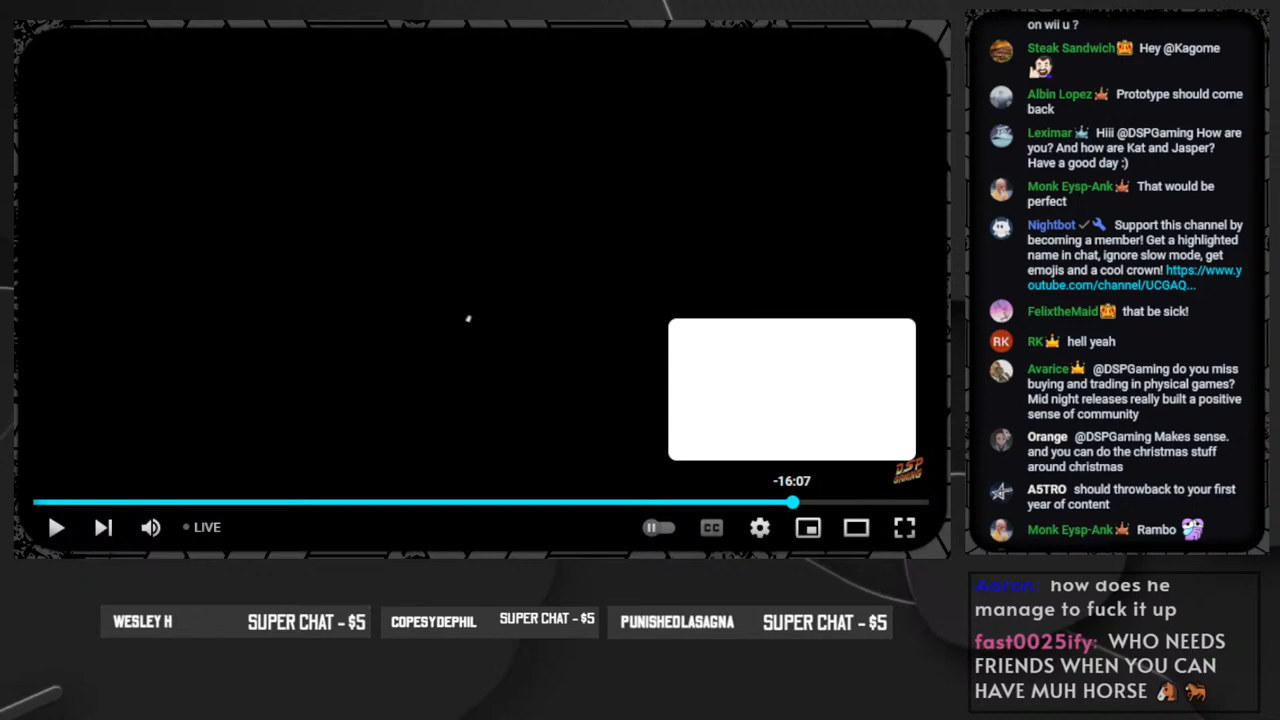 on wii u ?
Steak Sandwich Hey @Kagome
Albin Lopez Prototype should come
back
Leximar Hiii @DSPGaming How are
you? And how are Kat and Jasper?
Have a good day :)
Monk Eysp-Ank That would be
perfect
Nightbot Support this channel by
becoming a member! Get a highlighted
name in chat, ignore slow mode, get
emojis and a cool crown! https://www.y
outube.com/channel/UCGAQ...
FelixtheMaid that be sick!
RK RK hell yeah
Avarice @DSPGaming do you miss
buying and trading in physical games?
Mid night releases really built a positive
sense of community
Orange @DSPGaming Makes sense.
and you can do the christmas stuff
around christmas
A5TRO should throwback to your first
year of content
Monk Eysp-Ank Rambo
DSP
GAMING
-16:07
LIVE
CC
WESLEY H SUPER CHAT - $5
COPESYDEPHIL SUPER CHAT - $5
PUNISHEDLASAGNA SUPER CHAT - $5
Aaron: how does he
manage to fuck it up
fast0025ify: WHO NEEDS
FRIENDS WHEN YOU CAN
HAVE MUH HORSE